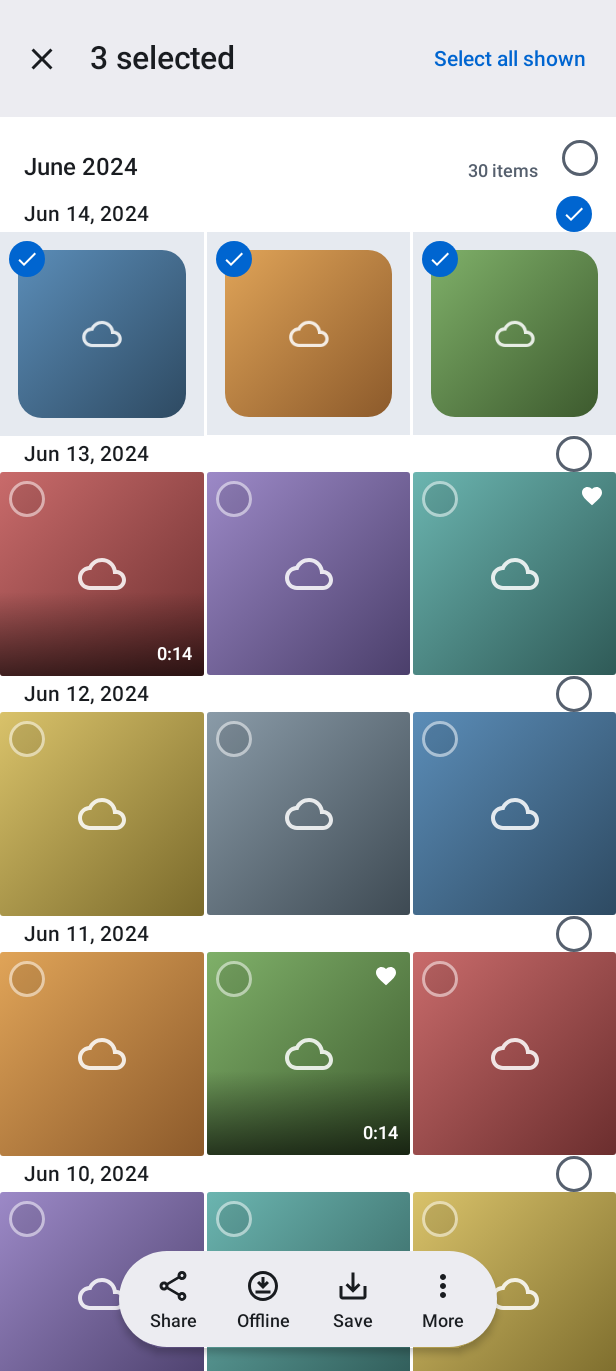 3 selected
Select all shown
June 2024
30 items
Jun 14, 2024
Jun 13, 2024
0:14
Jun 12, 2024
Jun 11, 2024
0:14
Jun 10, 2024
Share
Offline
Save
More